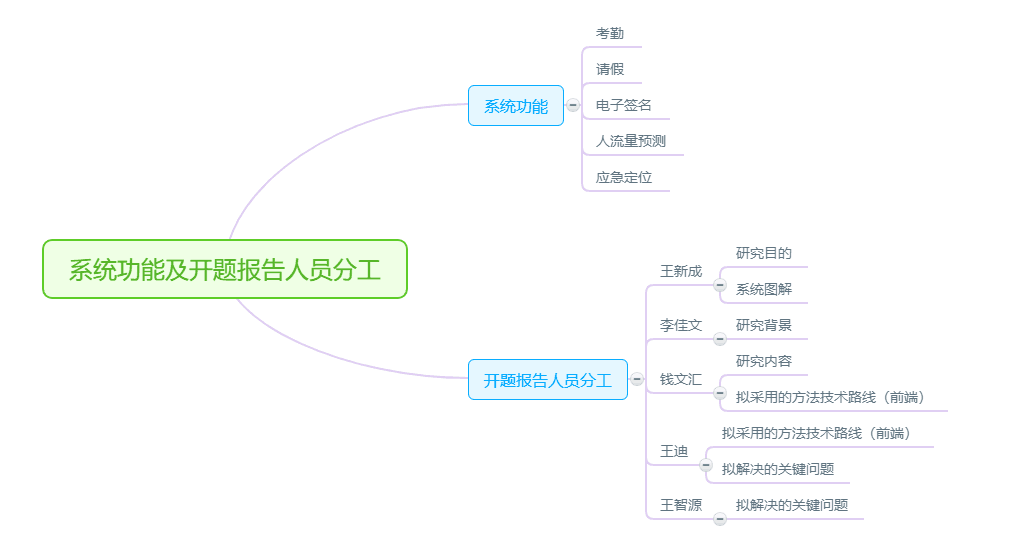 系统功能及开题报告人员分工
系统功能
考勤
请假
电子签名
人流量预测
应急定位
开题报告人员分工
王新成
研究目的
系统图解
李佳文
研究背景
钱文汇
研究内容
拟采用的方法技术路线（前端）
王迪
拟采用的方法技术路线（前端）
拟解决的关键问题
王智源
拟解决的关键问题